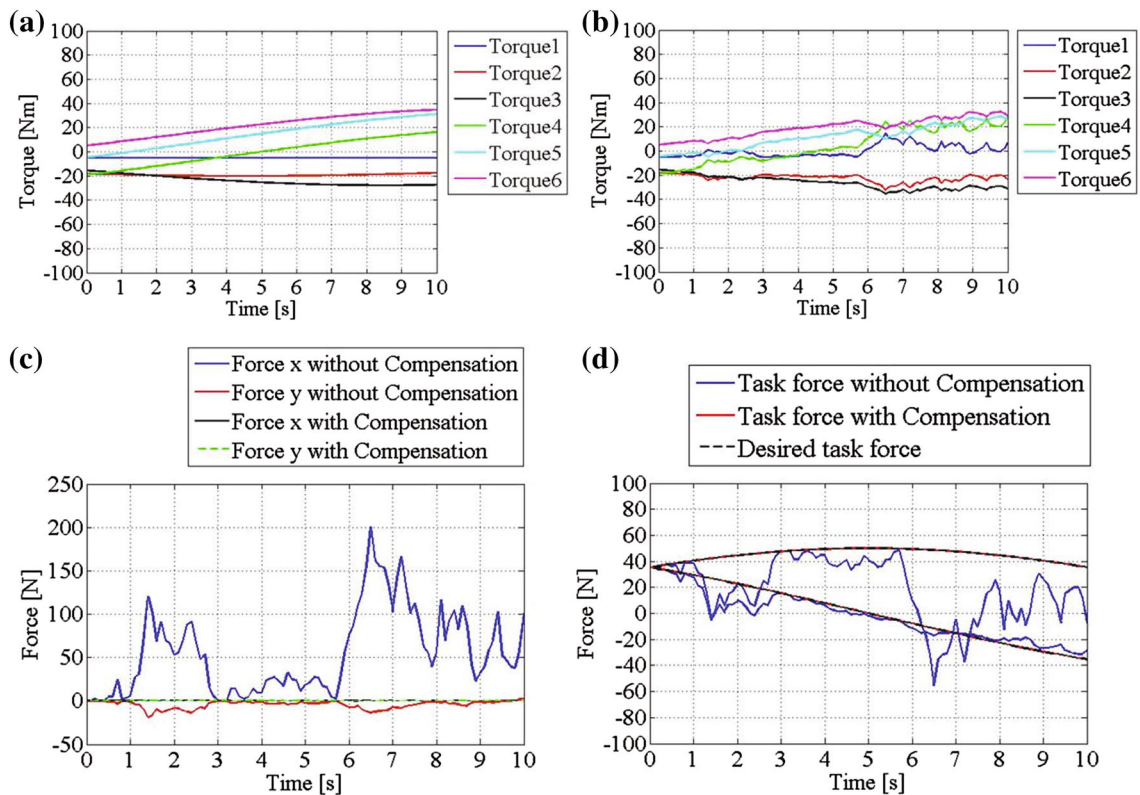 (a)
100
80
60
40
20
0
-20
-40
-60
-80
-100
Torque [Nm]
0 1 2 3 4 5 6 7 8 9 10
Time [s]
Torque1
Torque2
Torque3
Torque4
Torque5
Torque6
(b)
100
80
60
40
20
0
-20
-40
-60
-80
-100
Torque [Nm]
0 1 2 3 4 5 6 7 8 9 10
Time [s]
Torque1
Torque2
Torque3
Torque4
Torque5
Torque6
(c)
Force x without Compensation
Force y without Compensation
Force x with Compensation
Force y with Compensation
250
200
150
100
50
0
-50
Force [N]
0 1 2 3 4 5 6 7 8 9 10
Time [s]
(d)
Task force without Compensation
Task force with Compensation
Desired task force
100
80
60
40
20
0
-20
-40
-60
-80
-100
Force [N]
0 1 2 3 4 5 6 7 8 9 10
Time [s]